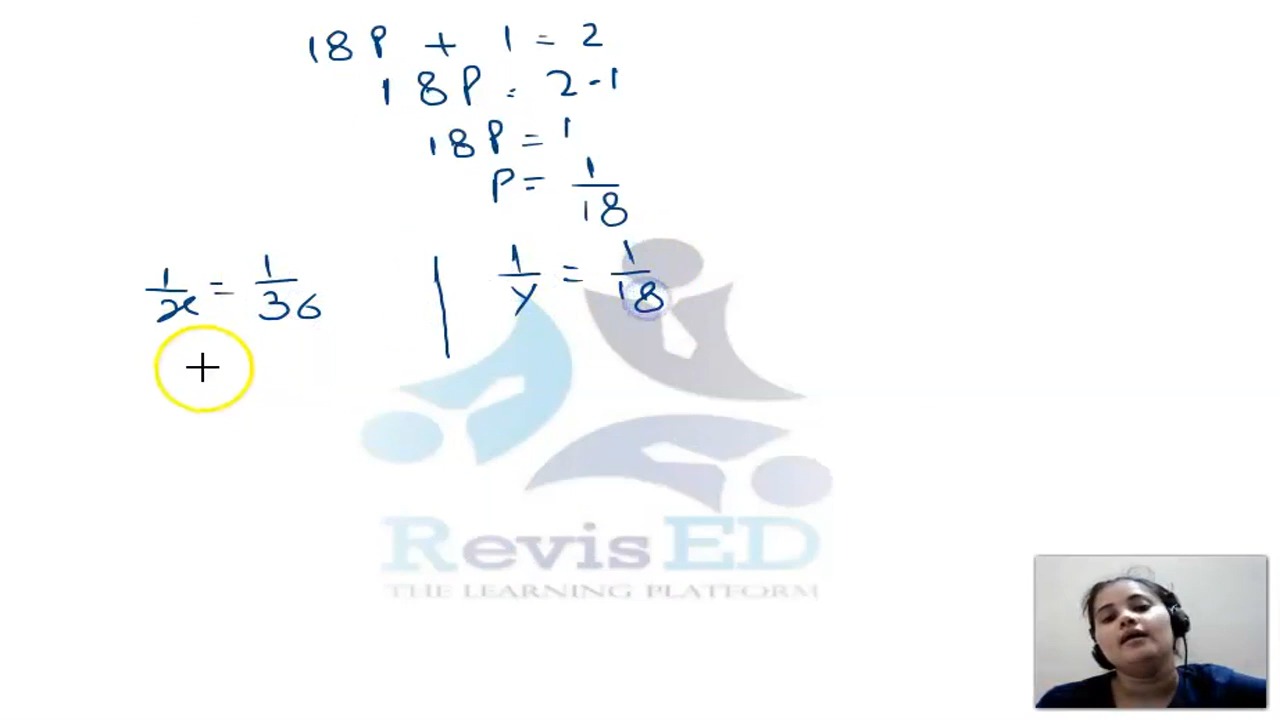 18P + 1 = 2
18P = 2-1
18P = 1
P = 1/18
1/x = 1/36 | 1/y = 1/18
RevisED
THE LEARNING PLATFORM